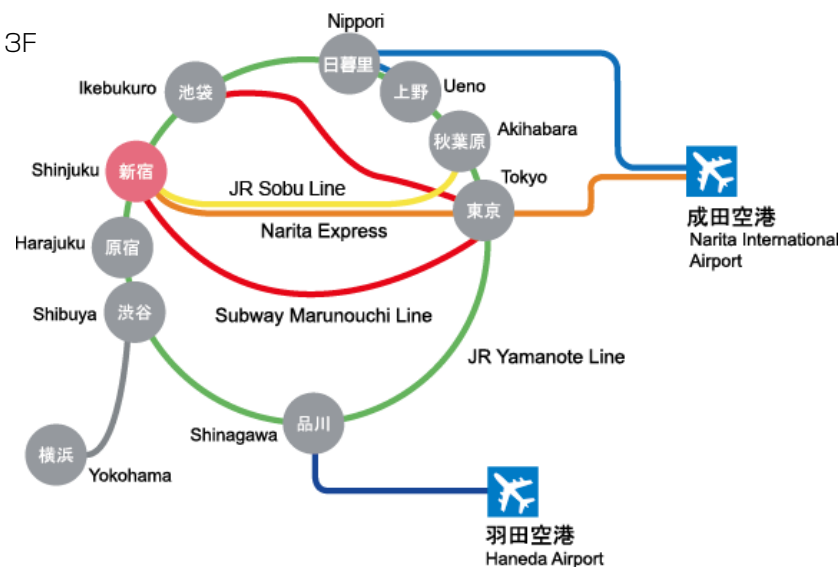 3F
Nippori
日暮里
Ikebukuro
池袋
上野
Ueno
秋葉原
Akihabara
Shinjuku
新宿
JR Sobu Line
Tokyo
東京
Narita Express
成田空港
Narita International
Airport
Harajuku
原宿
Shibuya
渋谷
Subway Marunouchi Line
JR Yamanote Line
Shinagawa
品川
横浜
Yokohama
羽田空港
Haneda Airport